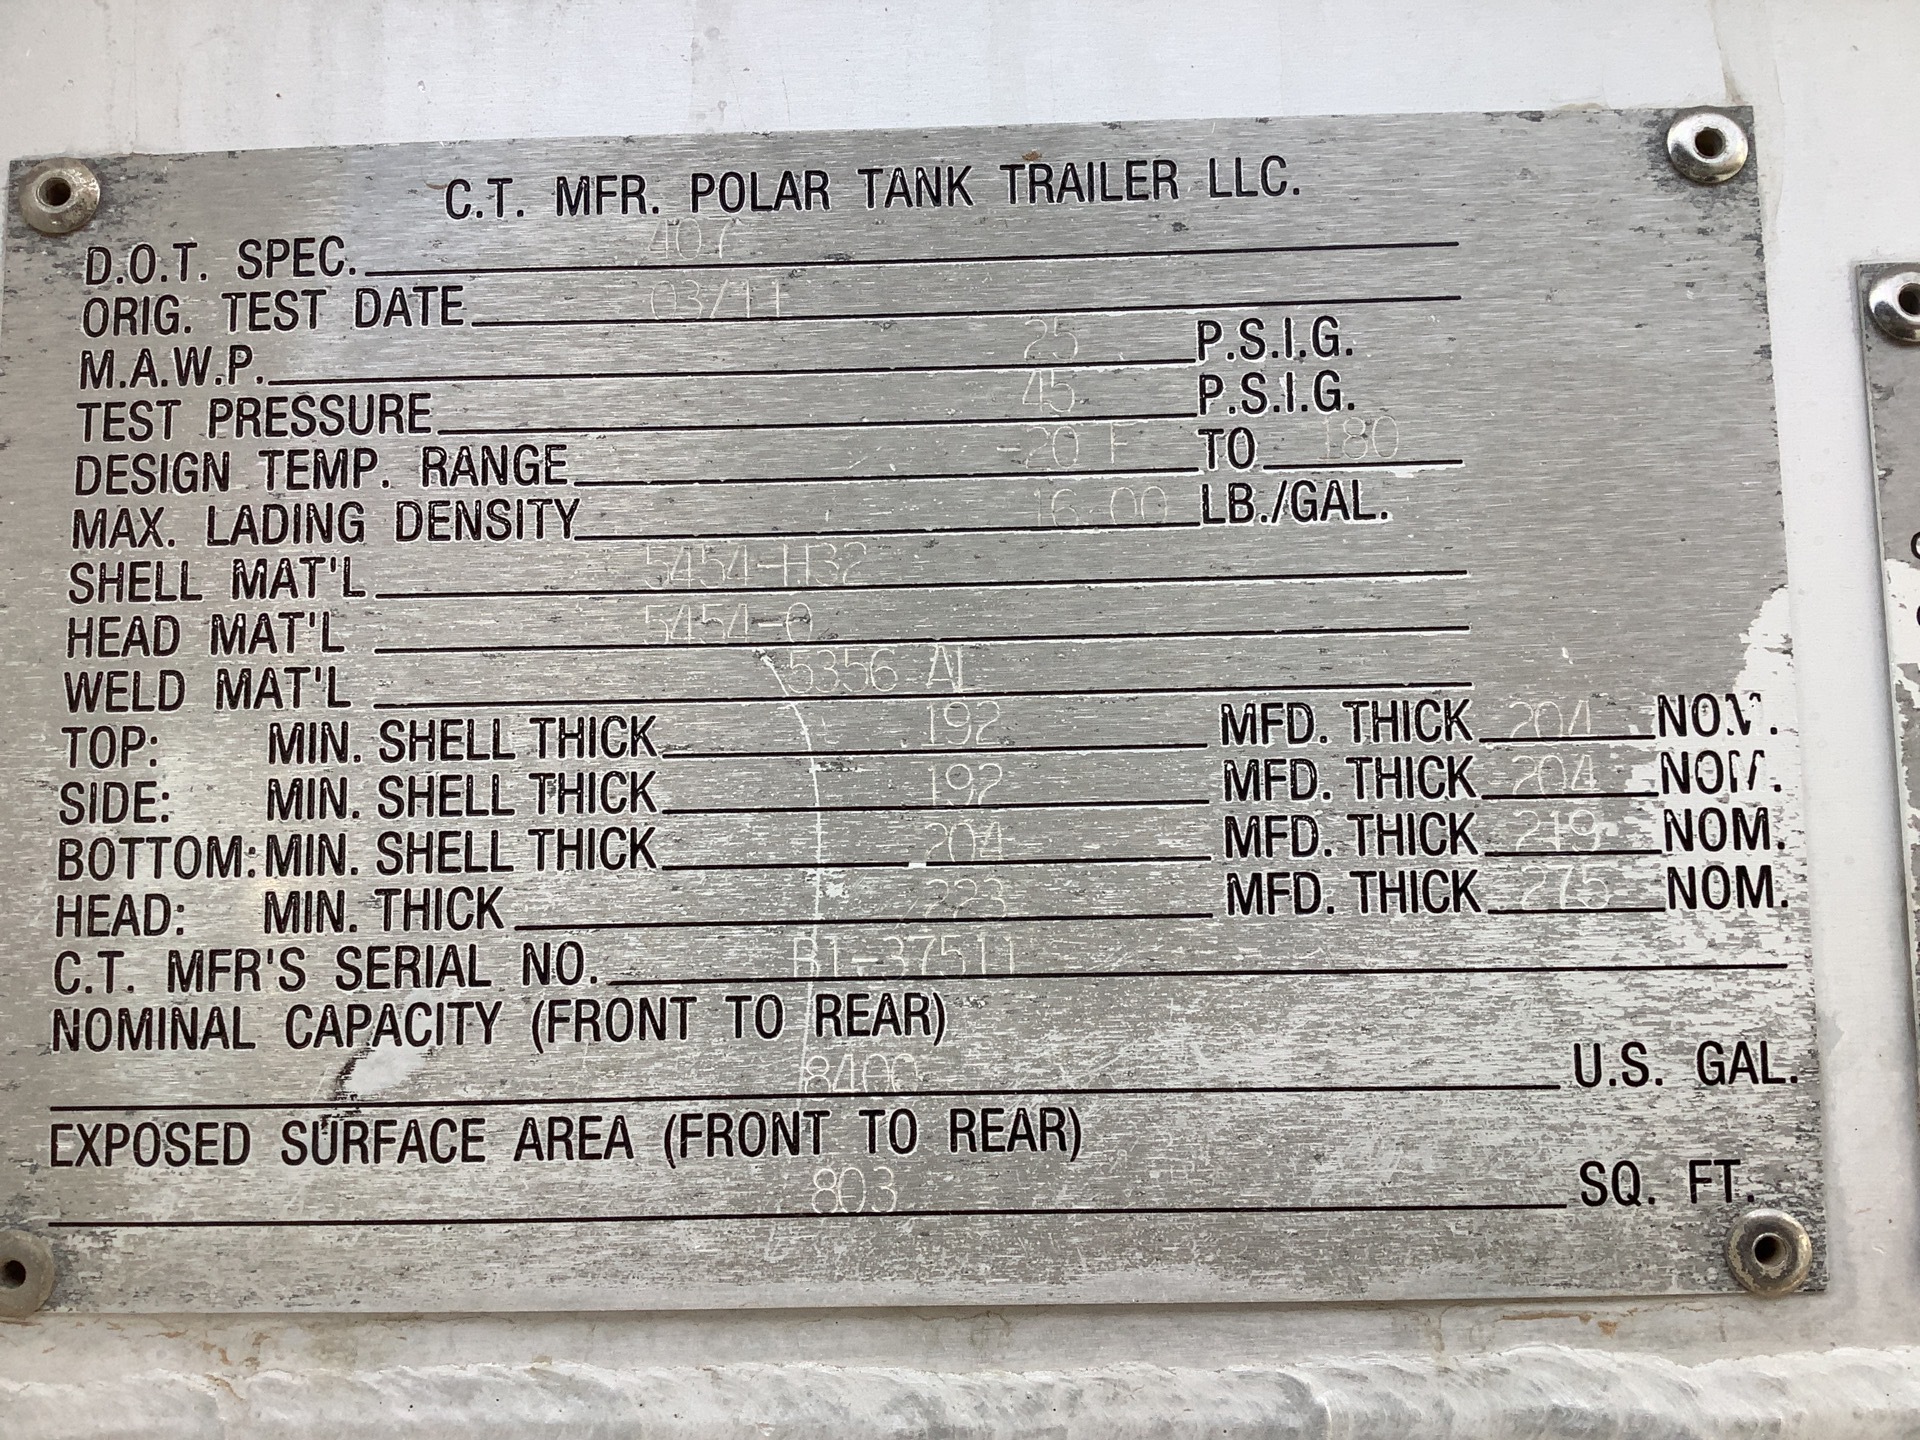 C.T. MFR. POLAR TANK TRAILER LLC.
D.O.T. SPEC. 407
ORIG. TEST DATE 03/11
M.A.W.P. 25 P.S.I.G.
TEST PRESSURE 45 P.S.I.G.
DESIGN TEMP. RANGE -20 F TO 180
MAX. LADING DENSITY 16.00 LB./GAL.
SHELL MAT'L 5454-H32
HEAD MAT'L 5454-0
WELD MAT'L 5356 AL
TOP: MIN. SHELL THICK .192 MFD. THICK .204 NOM.
SIDE: MIN. SHELL THICK .192 MFD. THICK .204 NOM.
BOTTOM: MIN. SHELL THICK .204 MFD. THICK .219 NOM.
HEAD: MIN. THICK .223 MFD. THICK .275 NOM.
C.T. MFR'S SERIAL NO. BT-37511
NOMINAL CAPACITY (FRONT TO REAR)
8400 U.S. GAL.
EXPOSED SURFACE AREA (FRONT TO REAR)
803 SQ. FT.